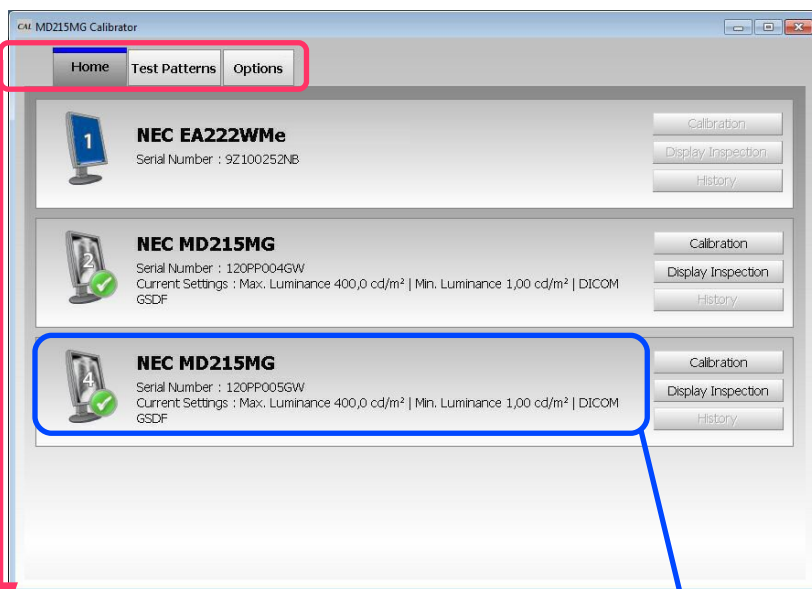 CAL MD215MG Calibrator
Home Test Patterns Options
1
NEC EA222WMe
Serial Number : 9Z100252NB
Calibration
Display Inspection
History
2
NEC MD215MG
Serial Number : 120PP004GW
Current Settings : Max. Luminance 400,0 cd/m² | Min. Luminance 1,00 cd/m² | DICOM
GSDF
Calibration
Display Inspection
History
4
NEC MD215MG
Serial Number : 120PP005GW
Current Settings : Max. Luminance 400,0 cd/m² | Min. Luminance 1,00 cd/m² | DICOM
GSDF
Calibration
Display Inspection
History